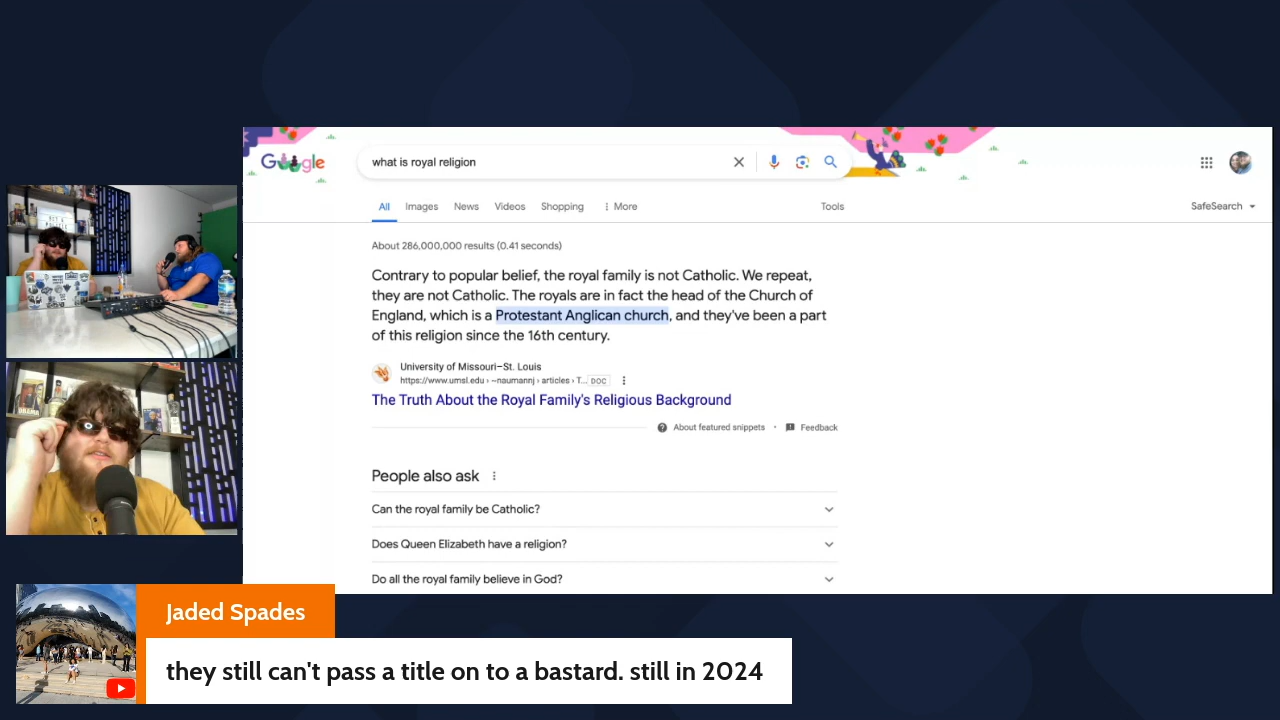 Google
what is royal religion
All Images News Videos Shopping More Tools SafeSearch
About 286,000,000 results (0.41 seconds)
Contrary to popular belief, the royal family is not Catholic. We repeat,
they are not Catholic. The royals are in fact the head of the Church of
England, which is a Protestant Anglican church, and they've been a part
of this religion since the 16th century.
University of Missouri–St. Louis
https://www.umsl.edu › ~naumannj › articles › T... DOC
The Truth About the Royal Family's Religious Background
About featured snippets • Feedback
People also ask
Can the royal family be Catholic?
Does Queen Elizabeth have a religion?
Do all the royal family believe in God?
Jaded Spades
they still can't pass a title on to a bastard. still in 2024